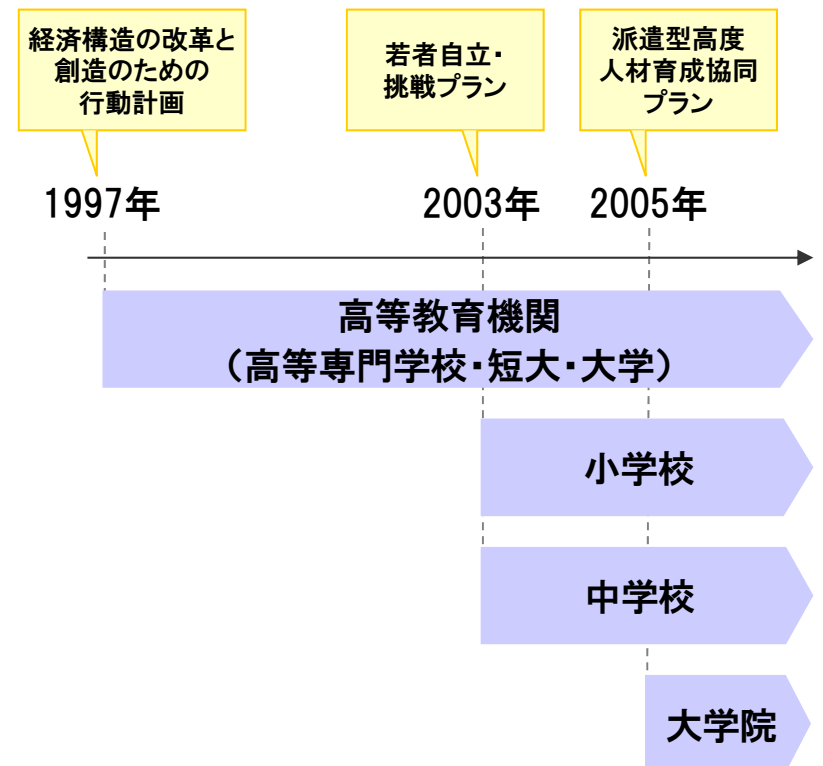 経済構造の改革と
創造のための
行動計画
若者自立・
挑戦プラン
派遣型高度
人材育成協同
プラン
1997年
2003年
2005年
高等教育機関
（高等専門学校・短大・大学）
小学校
中学校
大学院